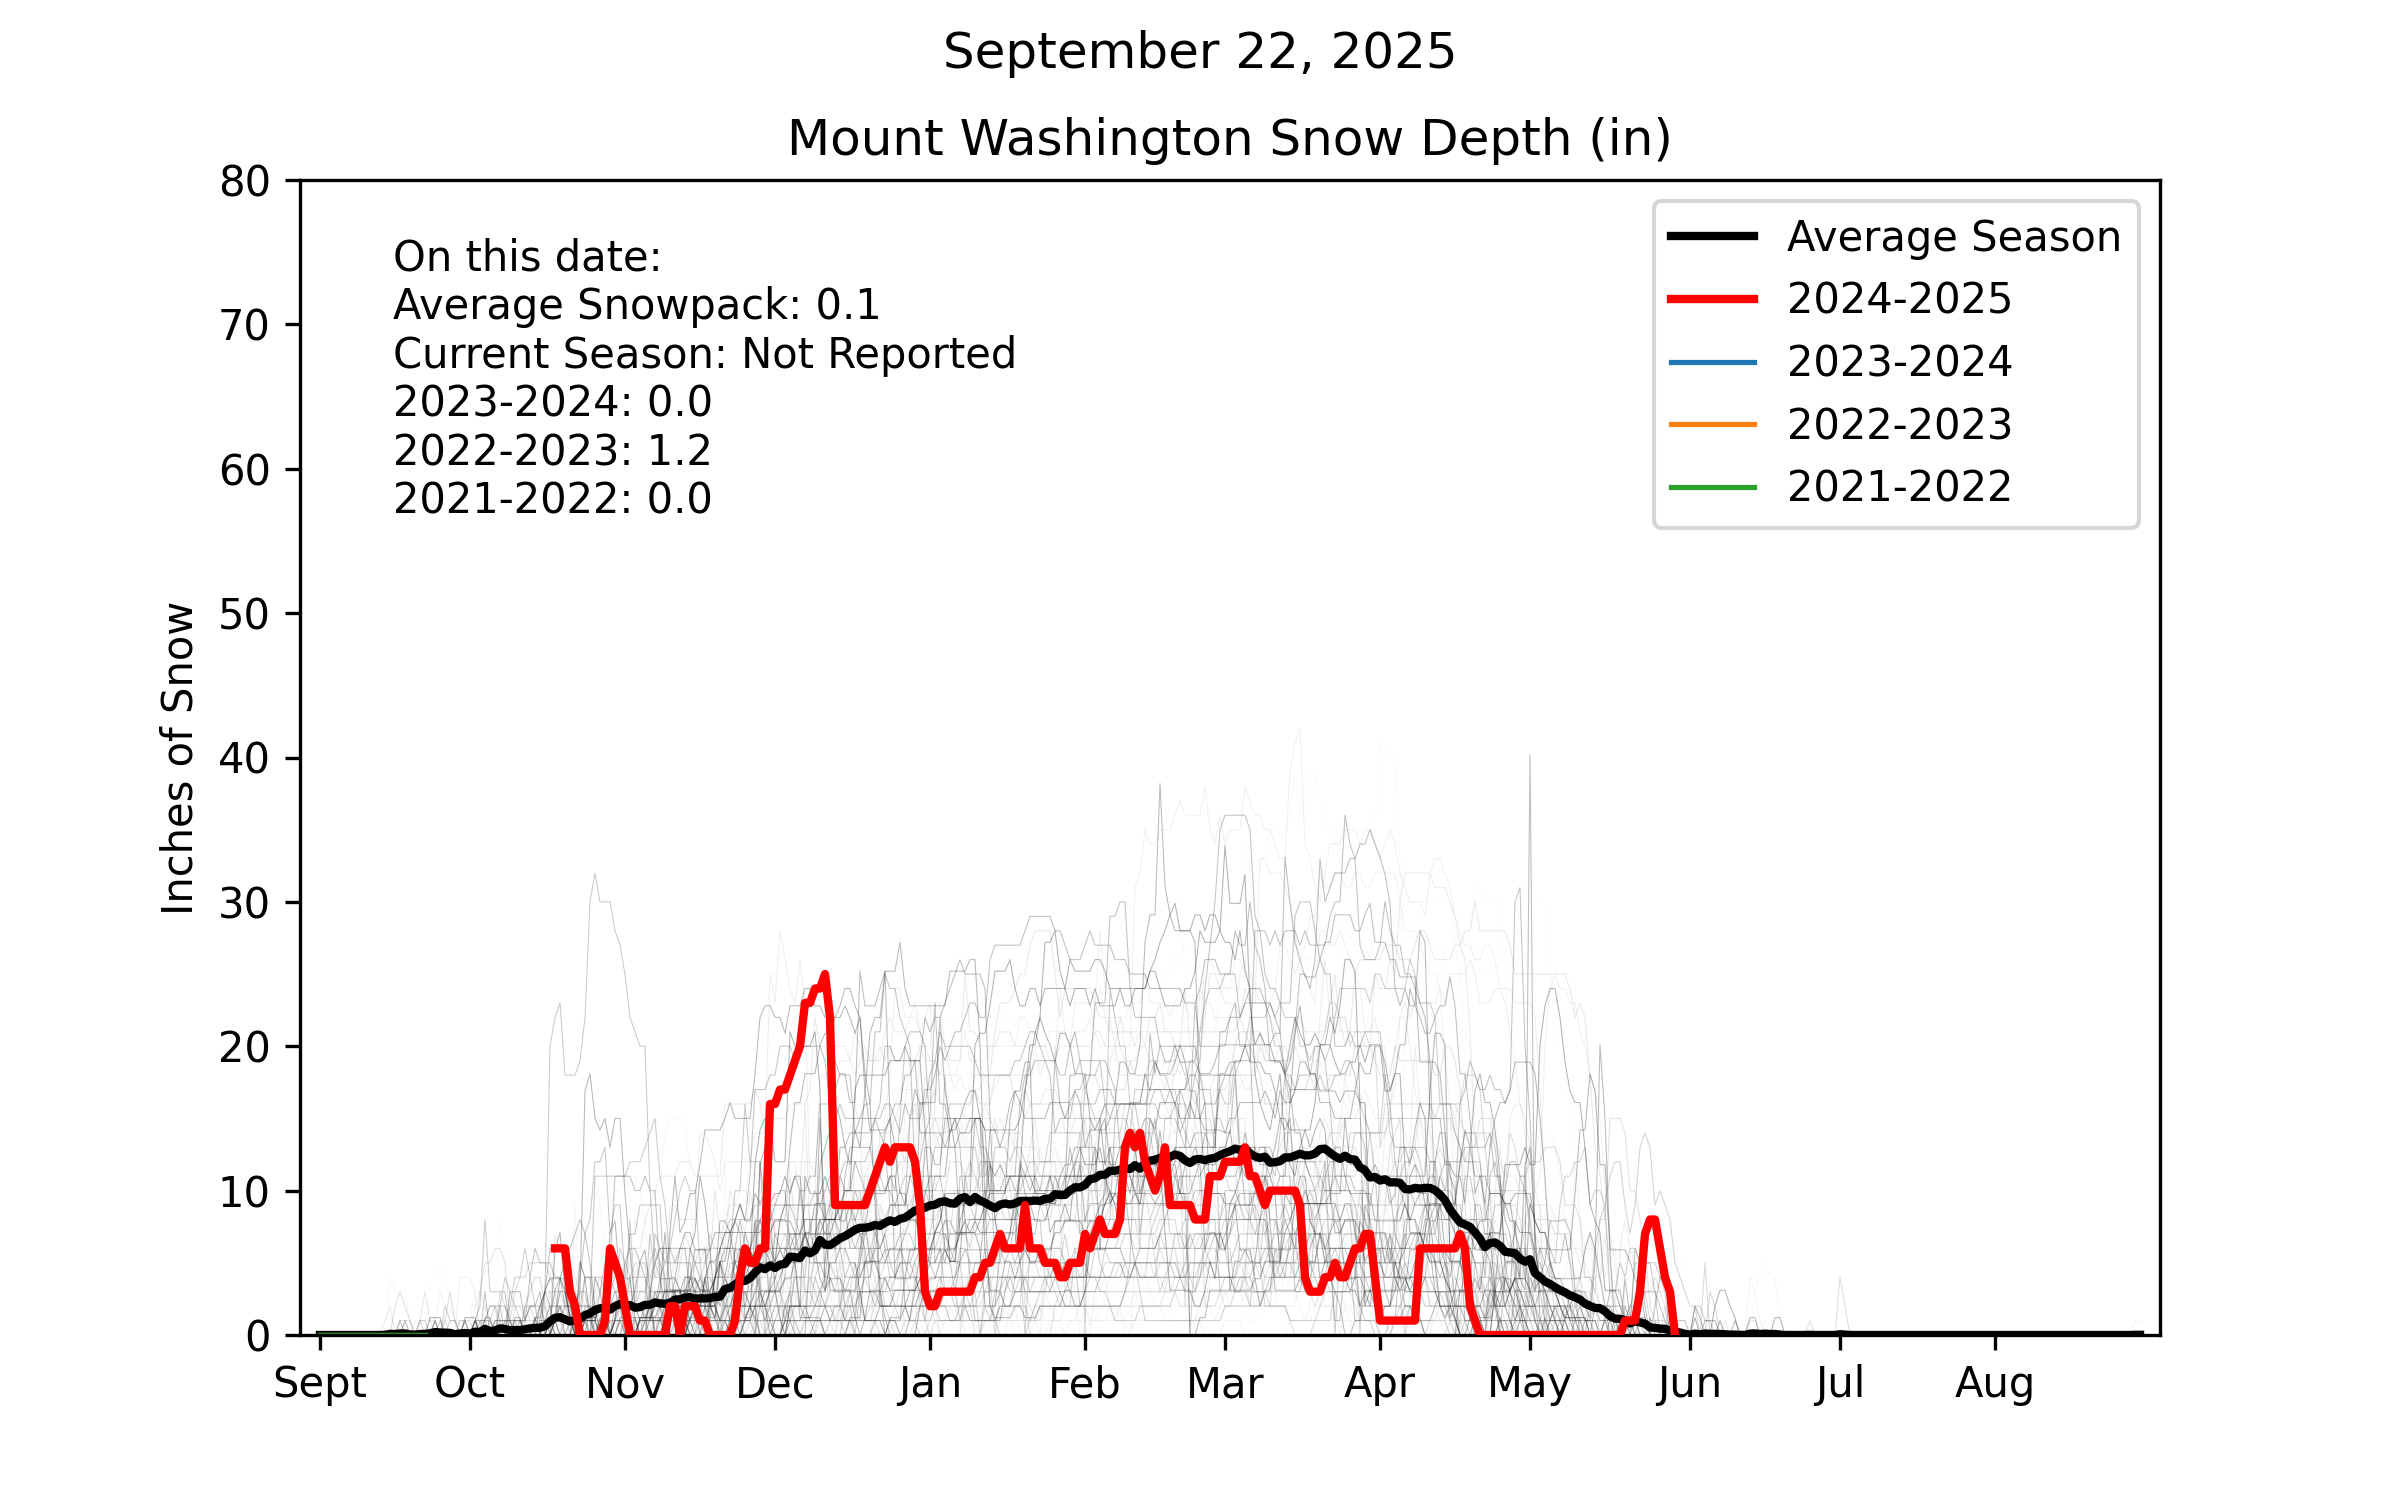 September 22, 2025
Mount Washington Snow Depth (in)
80
70
60
50
40
30
20
10
0
Inches of Snow
On this date:
Average Snowpack: 0.1
Current Season: Not Reported
2023-2024: 0.0
2022-2023: 1.2
2021-2022: 0.0
Average Season
2024-2025
2023-2024
2022-2023
2021-2022
Sept Oct Nov Dec Jan Feb Mar Apr May Jun Jul Aug